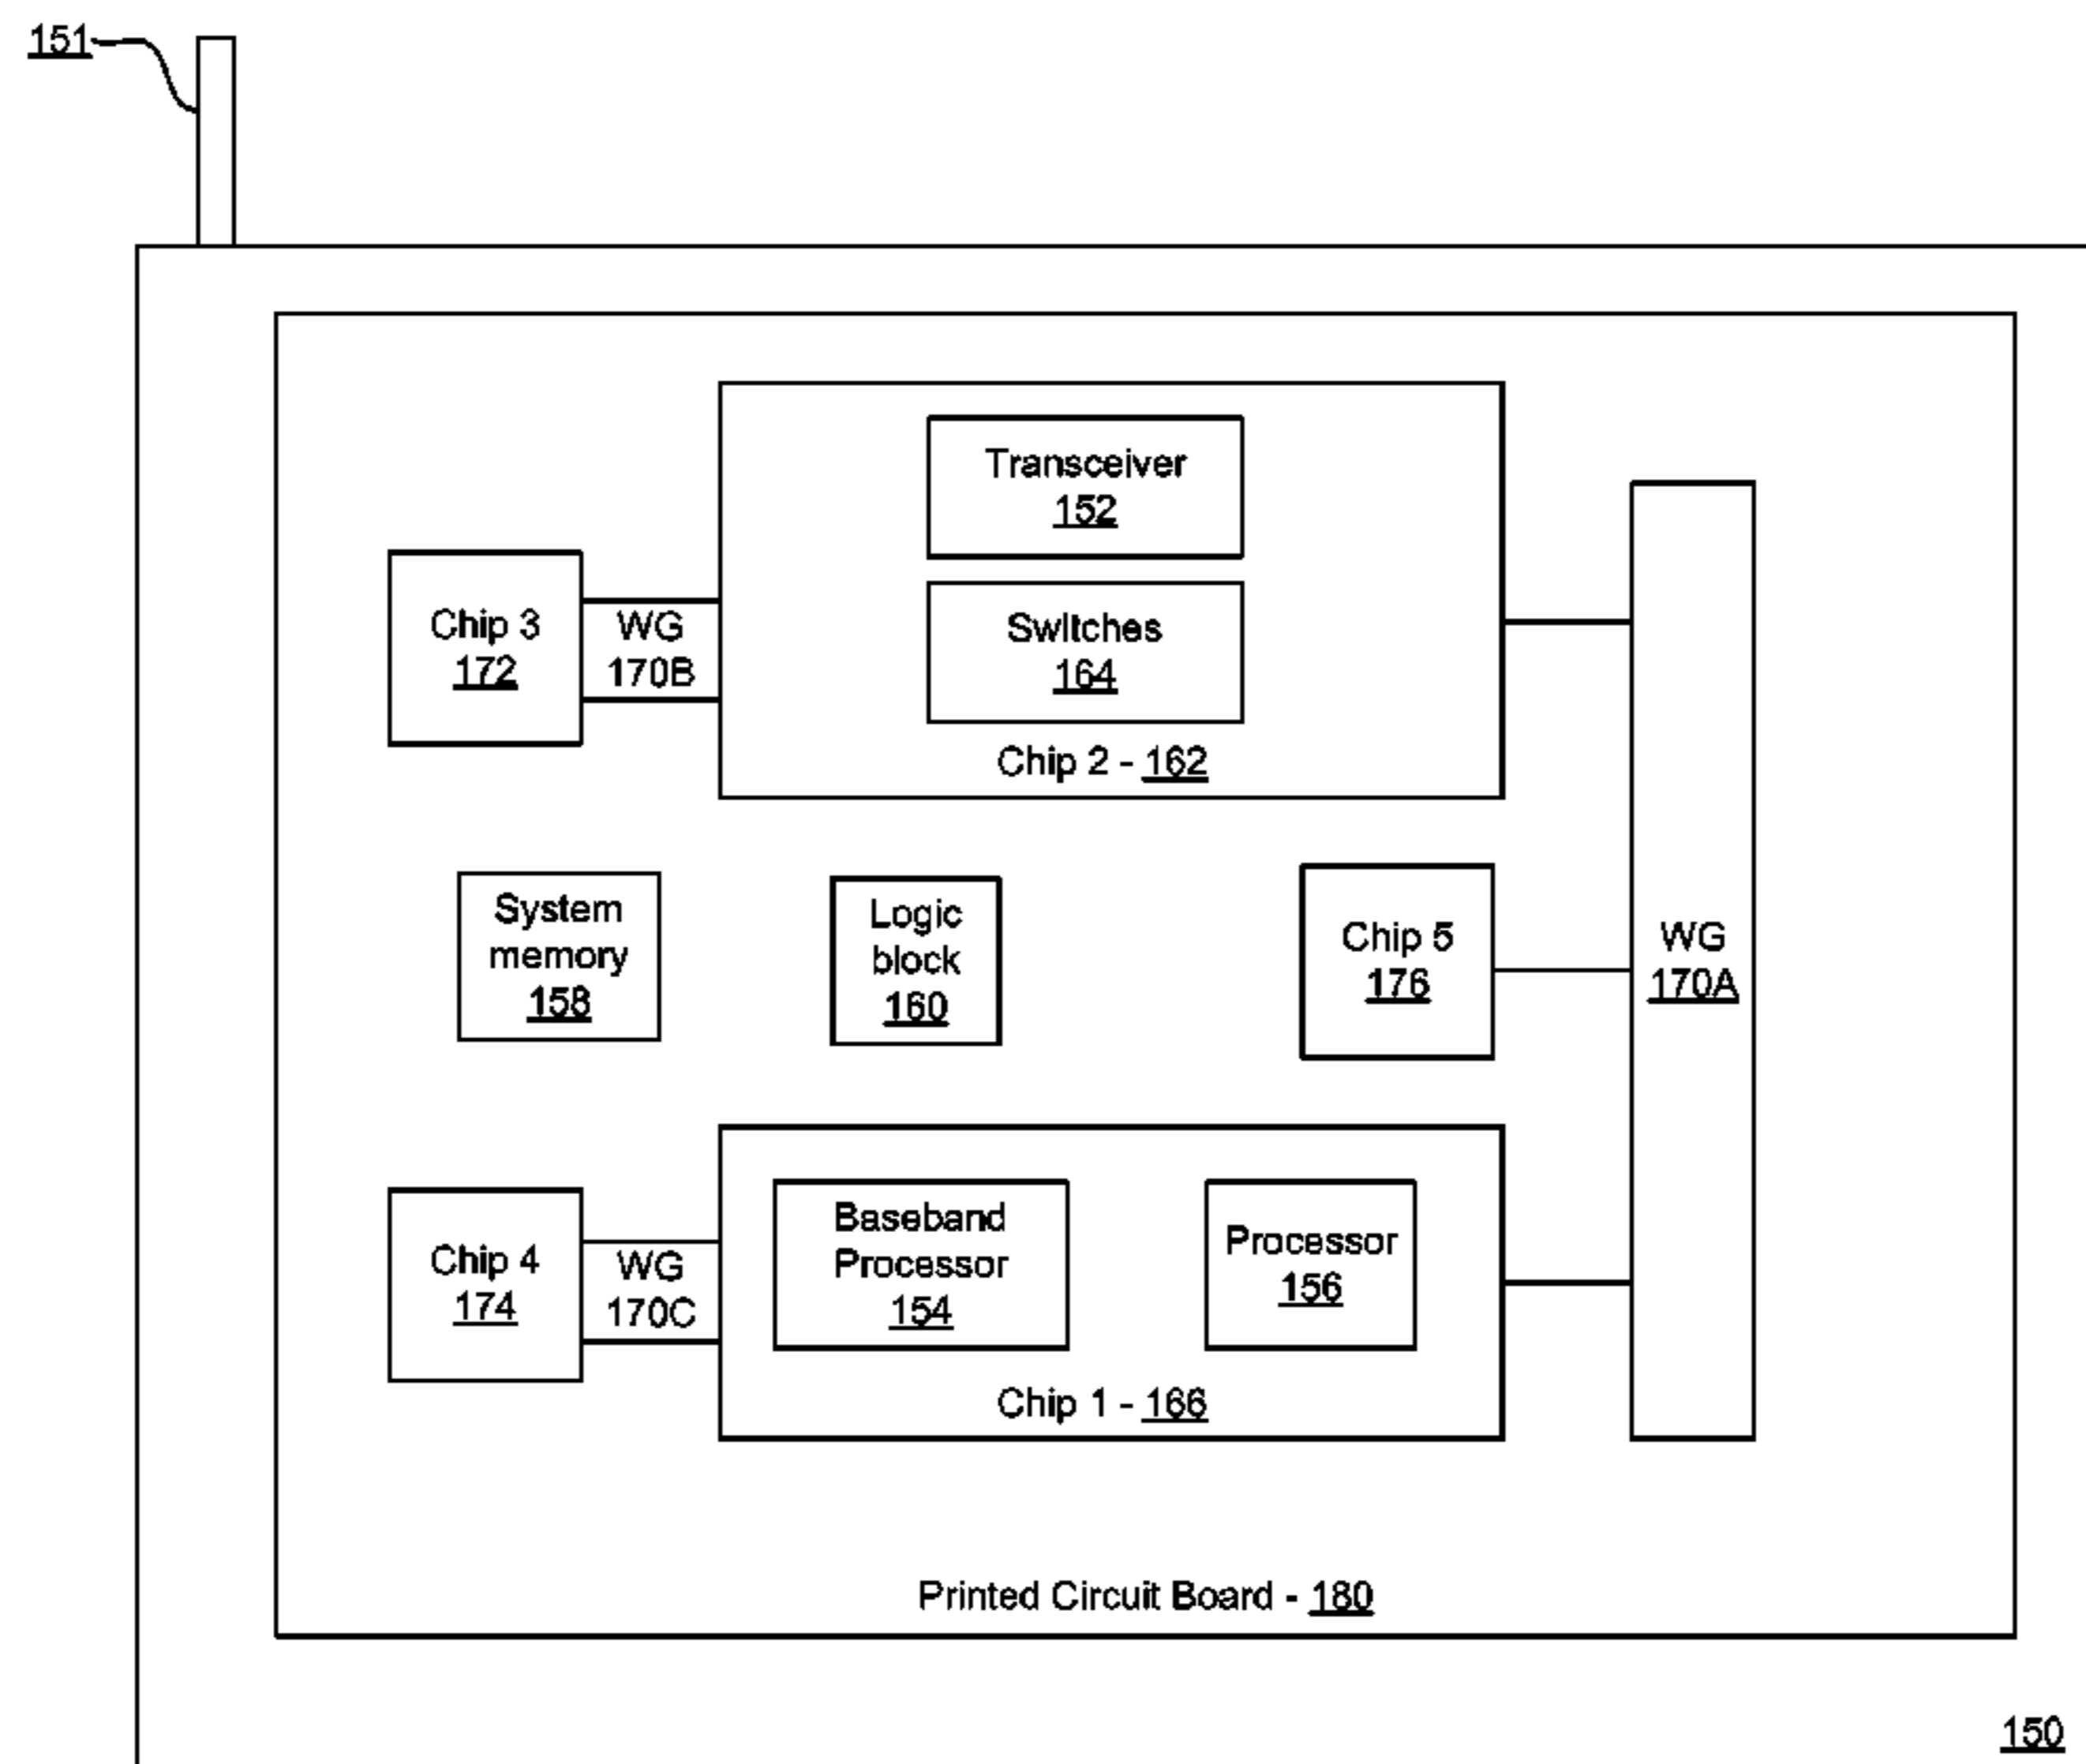 151
Transceiver
152
Switches
164
Chip 2 - 162
Chip 3
172
WG
170B
System
memory
158
Logic
block
160
Chip 5
176
WG
170A
Chip 4
174
WG
170C
Baseband
Processor
154
Processor
156
Chip 1 - 166
Printed Circuit Board - 180
150